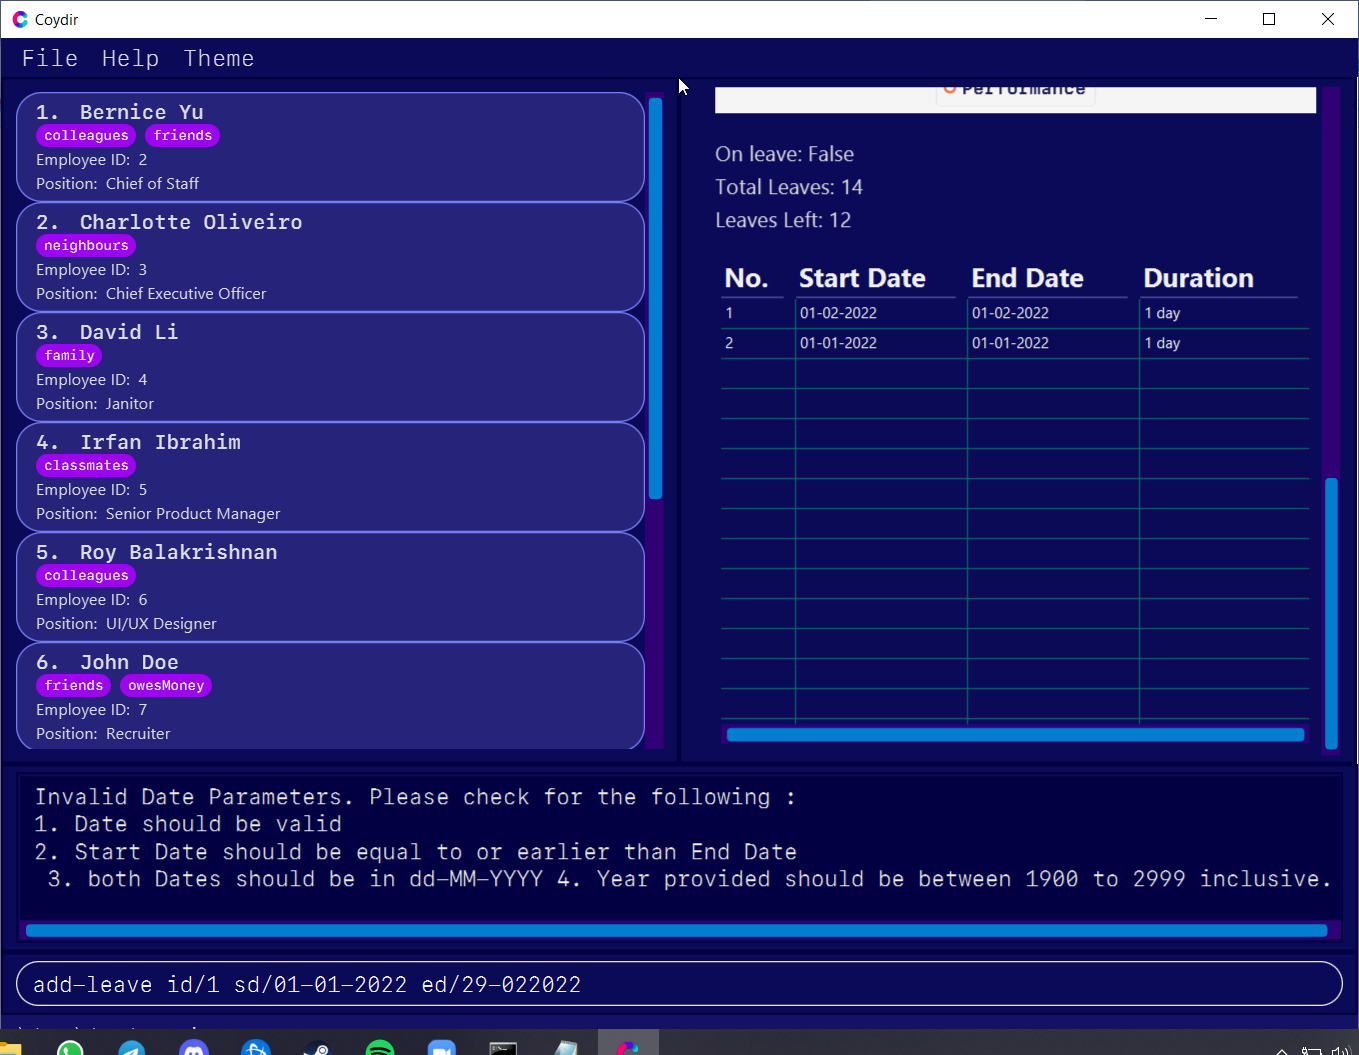 Coydir
File Help Theme
1. Bernice Yu
colleagues friends
Employee ID: 2
Position: Chief of Staff
2. Charlotte Oliveiro
neighbours
Employee ID: 3
Position: Chief Executive Officer
3. David Li
family
Employee ID: 4
Position: Janitor
4. Irfan Ibrahim
classmates
Employee ID: 5
Position: Senior Product Manager
5. Roy Balakrishnan
colleagues
Employee ID: 6
Position: UI/UX Designer
6. John Doe
friends owesMoney
Employee ID: 7
Position: Recruiter
Performance
On leave: False
Total Leaves: 14
Leaves Left: 12
No. Start Date End Date Duration
1 01-02-2022 01-02-2022 1 day
2 01-01-2022 01-01-2022 1 day
Invalid Date Parameters. Please check for the following :
1. Date should be valid
2. Start Date should be equal to or earlier than End Date
3. both Dates should be in dd-MM-YYYY 4. Year provided should be between 1900 to 2999 inclusive.
add-leave id/1 sd/01-01-2022 ed/29-022022